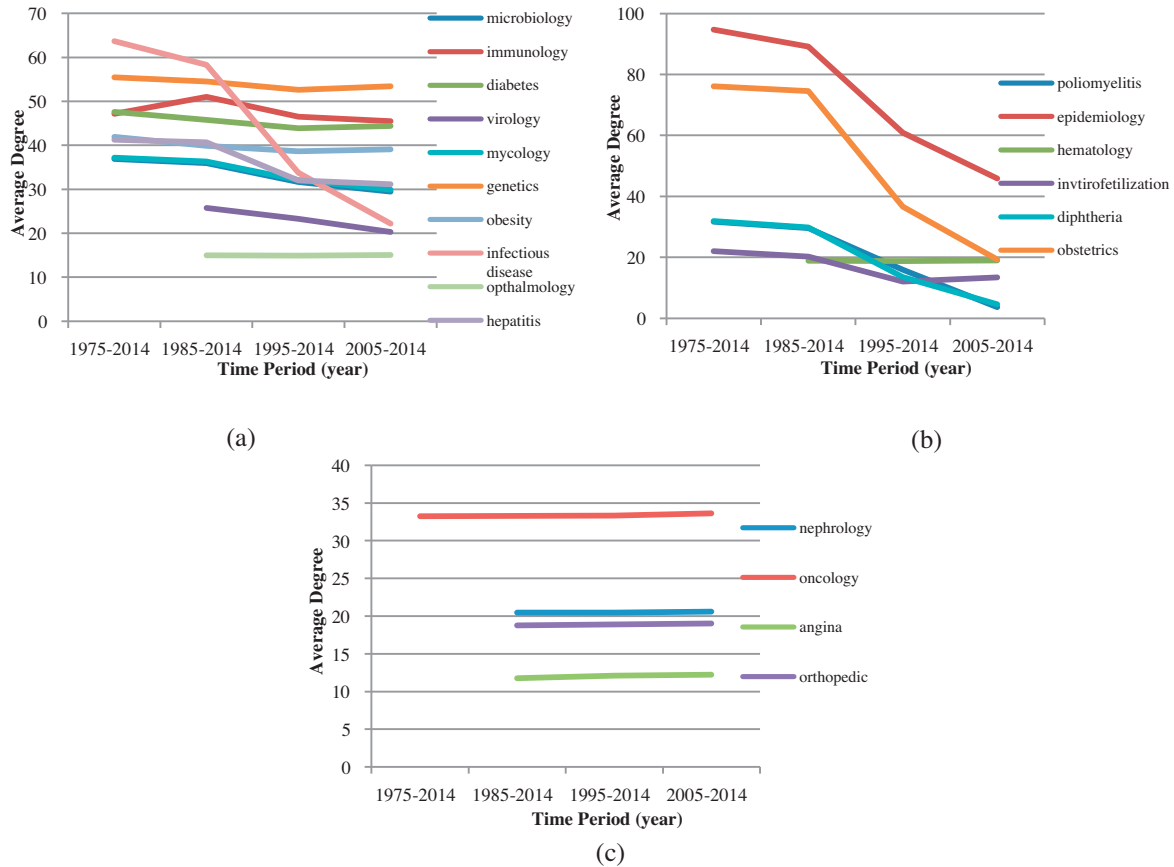 70
60
50
40
30
20
10
0
Average Degree
1975-2014 1985-2014 1995-2014 2005-2014
Time Period (year)
microbiology
immunology
diabetes
virology
mycology
genetics
obesity
infectious
disease
opthalmology
hepatitis
(a)
100
80
60
40
20
0
Average Degree
1975-2014 1985-2014 1995-2014 2005-2014
Time Period (year)
poliomyelitis
epidemiology
hematology
invtirofetilization
diphtheria
obstetrics
(b)
40
35
30
25
20
15
10
5
0
Average Degree
1975-2014 1985-2014 1995-2014 2005-2014
Time Period (year)
nephrology
oncology
angina
orthopedic
(c)